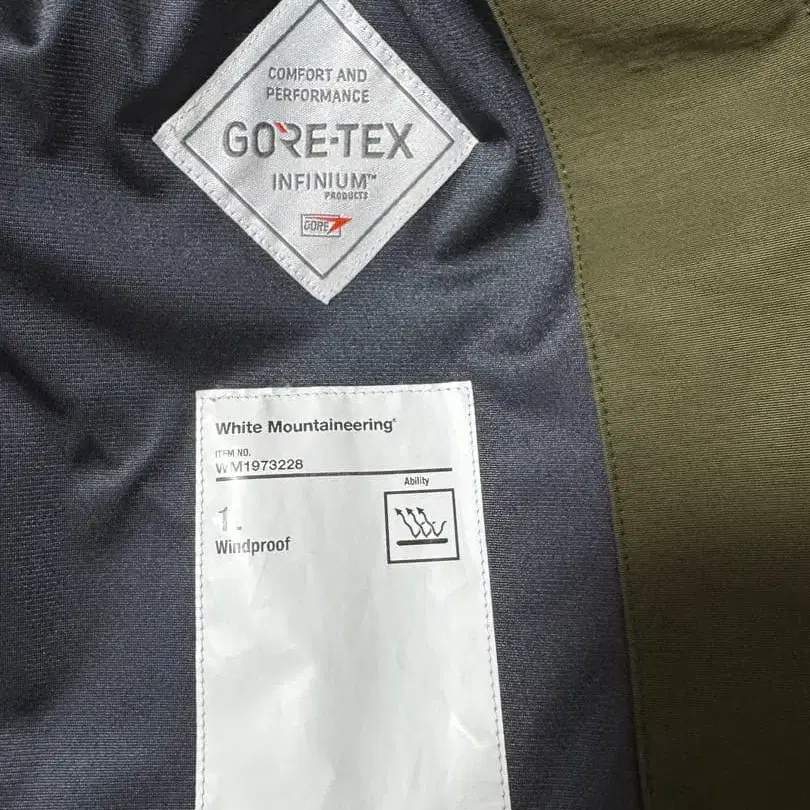 COMFORT AND
PERFORMANCE
GORE-TEX
INFINIUM™
PRODUCTS
GORE
White Mountaineering®
ITEM NO.
WM1973228
Ability
1.
Windproof